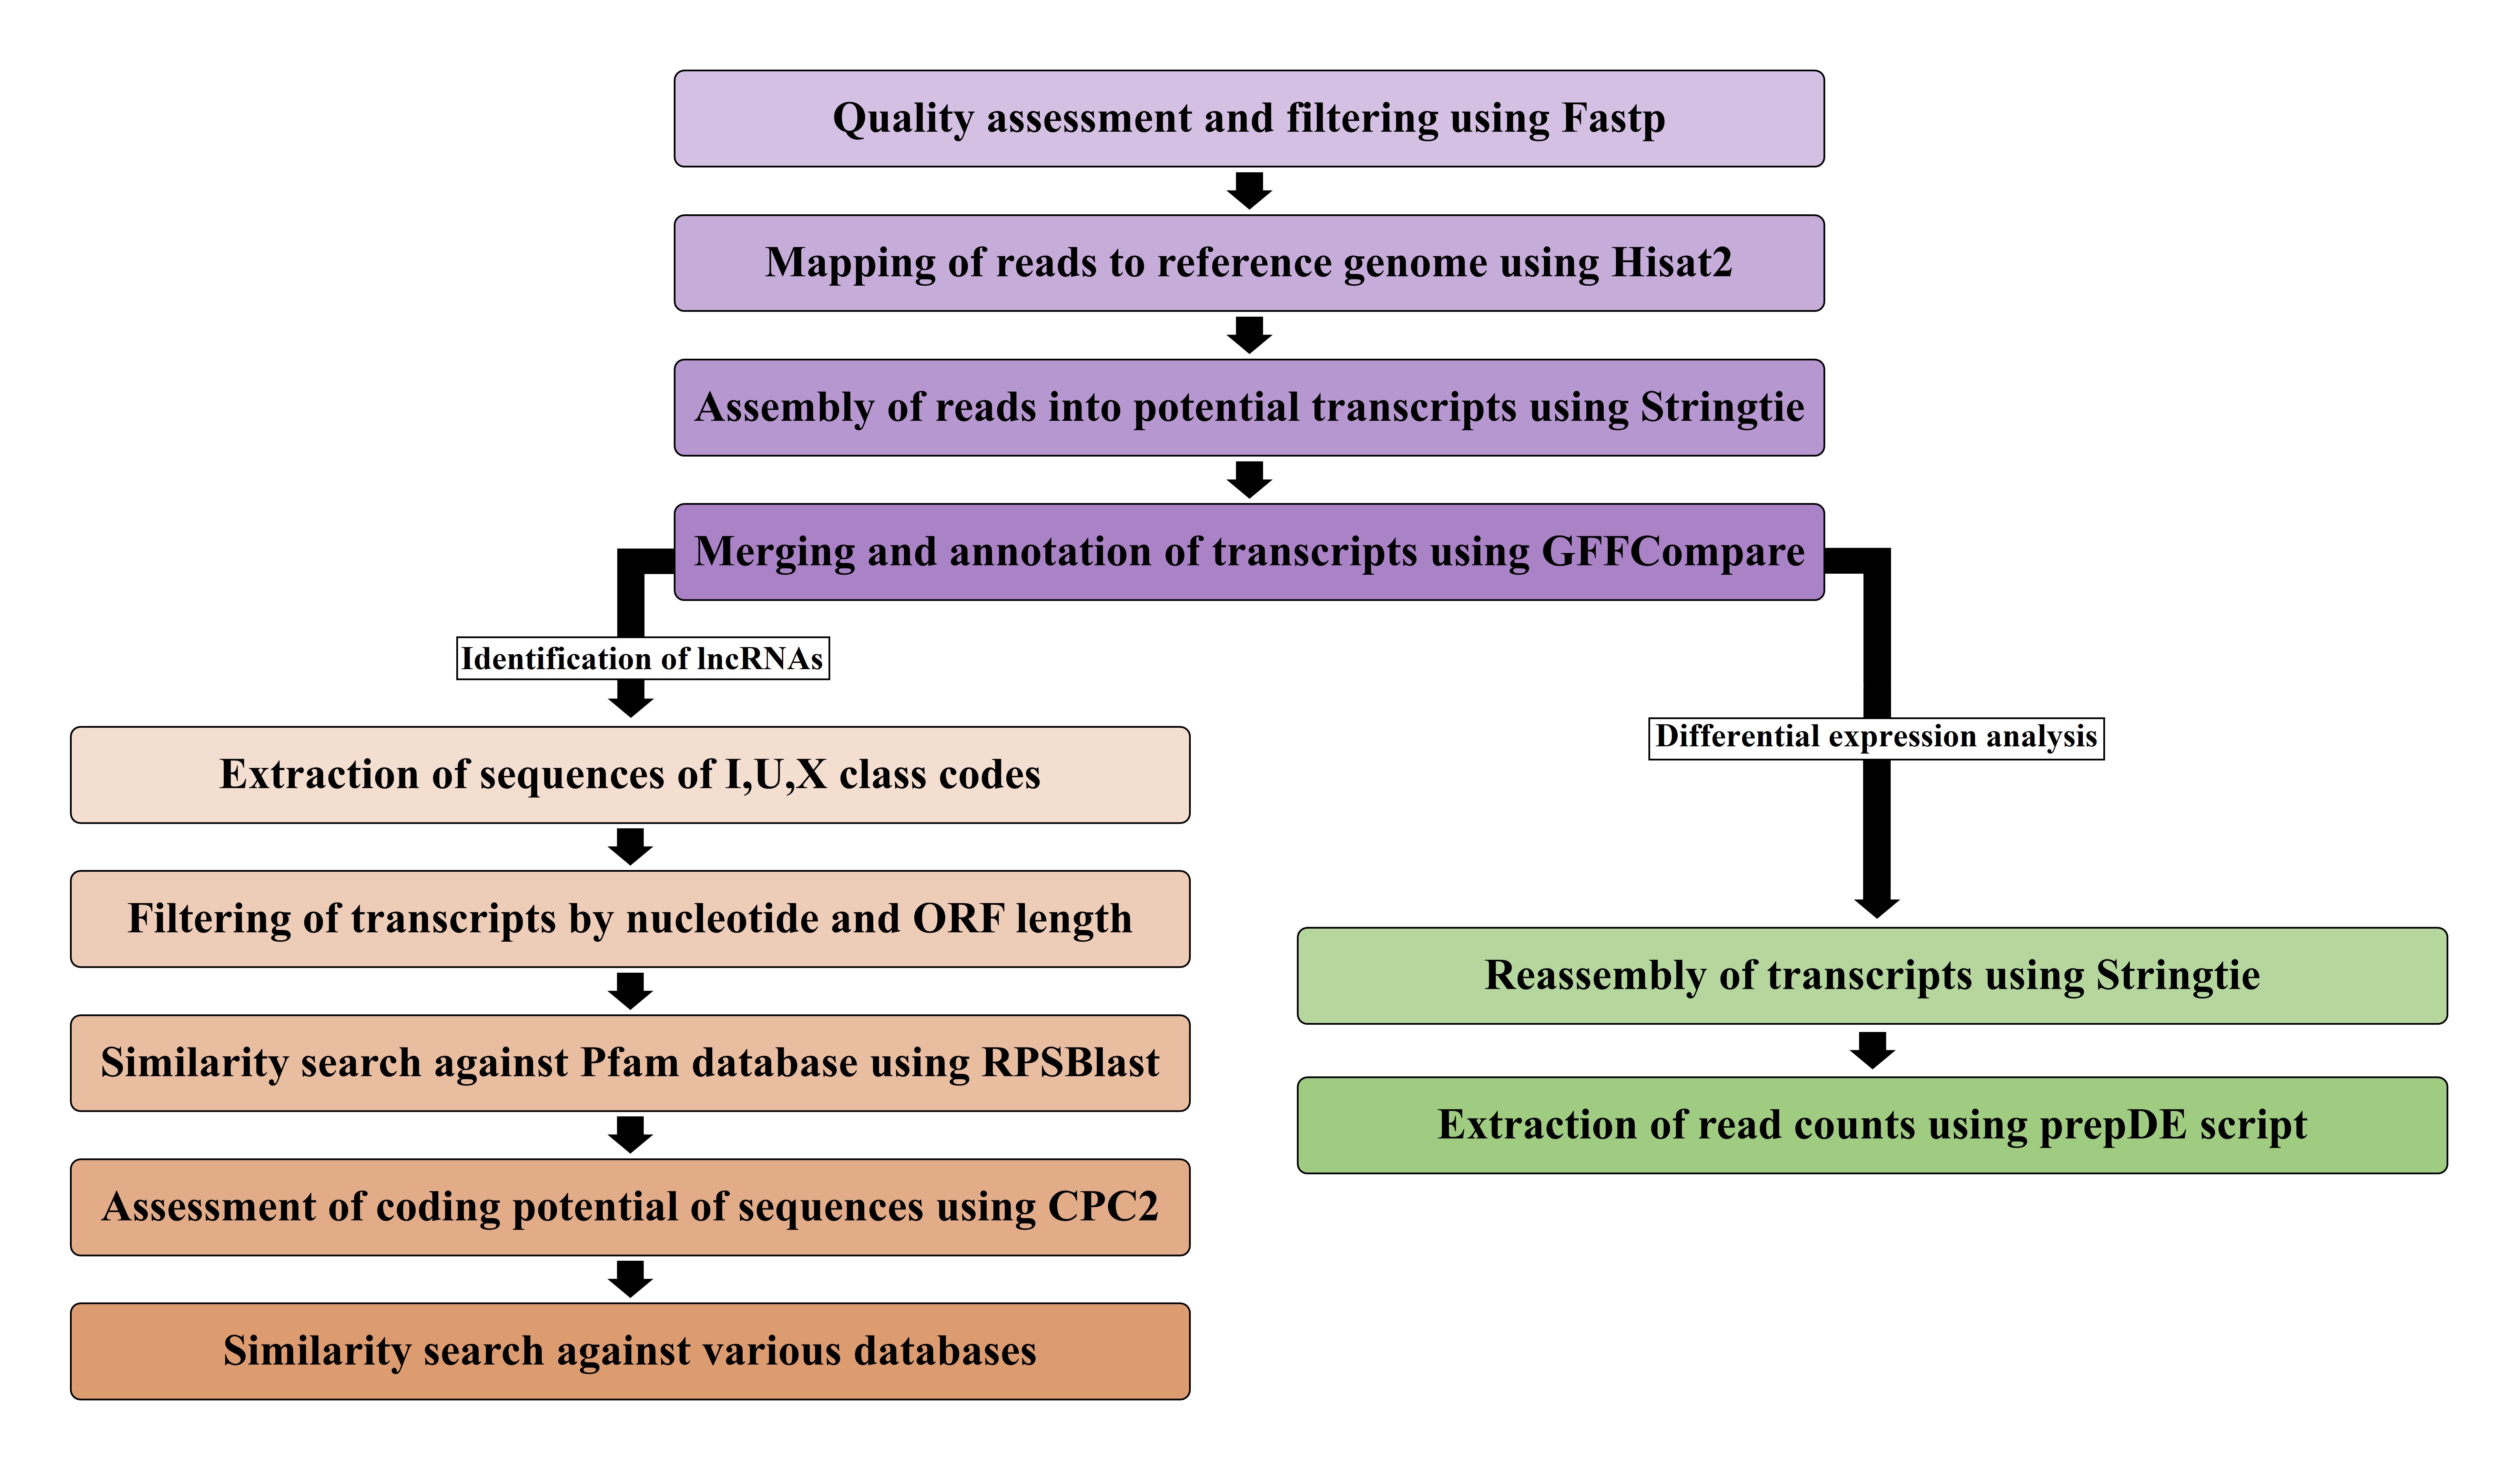 Quality assessment and filtering using Fastp
Mapping of reads to reference genome using Hisat2
Assembly of reads into potential transcripts using Stringtie
Merging and annotation of transcripts using GFFCompare
Identification of lncRNAs
Extraction of sequences of I,U,X class codes
Filtering of transcripts by nucleotide and ORF length
Similarity search against Pfam database using RPSBlast
Assessment of coding potential of sequences using CPC2
Similarity search against various databases
Differential expression analysis
Reassembly of transcripts using Stringtie
Extraction of read counts using prepDE script